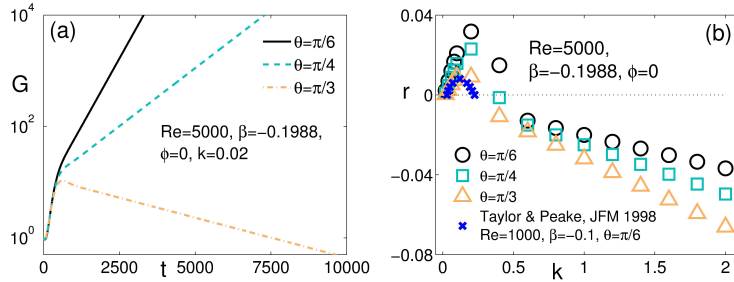 (a)
G
10^4
10^2
10^0
θ=π/6
θ=π/4
θ=π/3
Re=5000, β=−0.1988,
ϕ=0, k=0.02
0 2500 5000 7500 10000
t
(b)
r
0.04
0
−0.04
−0.08
Re=5000,
β=−0.1988, ϕ=0
θ=π/6
θ=π/4
θ=π/3
Taylor & Peake, JFM 1998
Re=1000, β=−0.1, θ=π/6
0 0.5 1 1.5 2
k